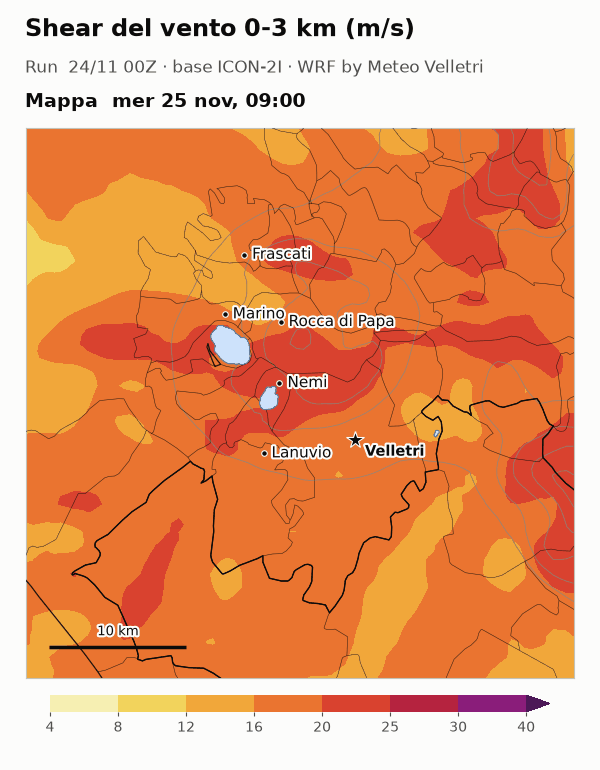 Shear del vento 0-3 km (m/s)
Run  24/11 00Z · base ICON-2I · WRF by Meteo Velletri
Mappa  mer 25 nov, 09:00
Frascati
Marino
Rocca di Papa
Nemi
Velletri
Lanuvio
10 km
4 8 12 16 20 25 30 40